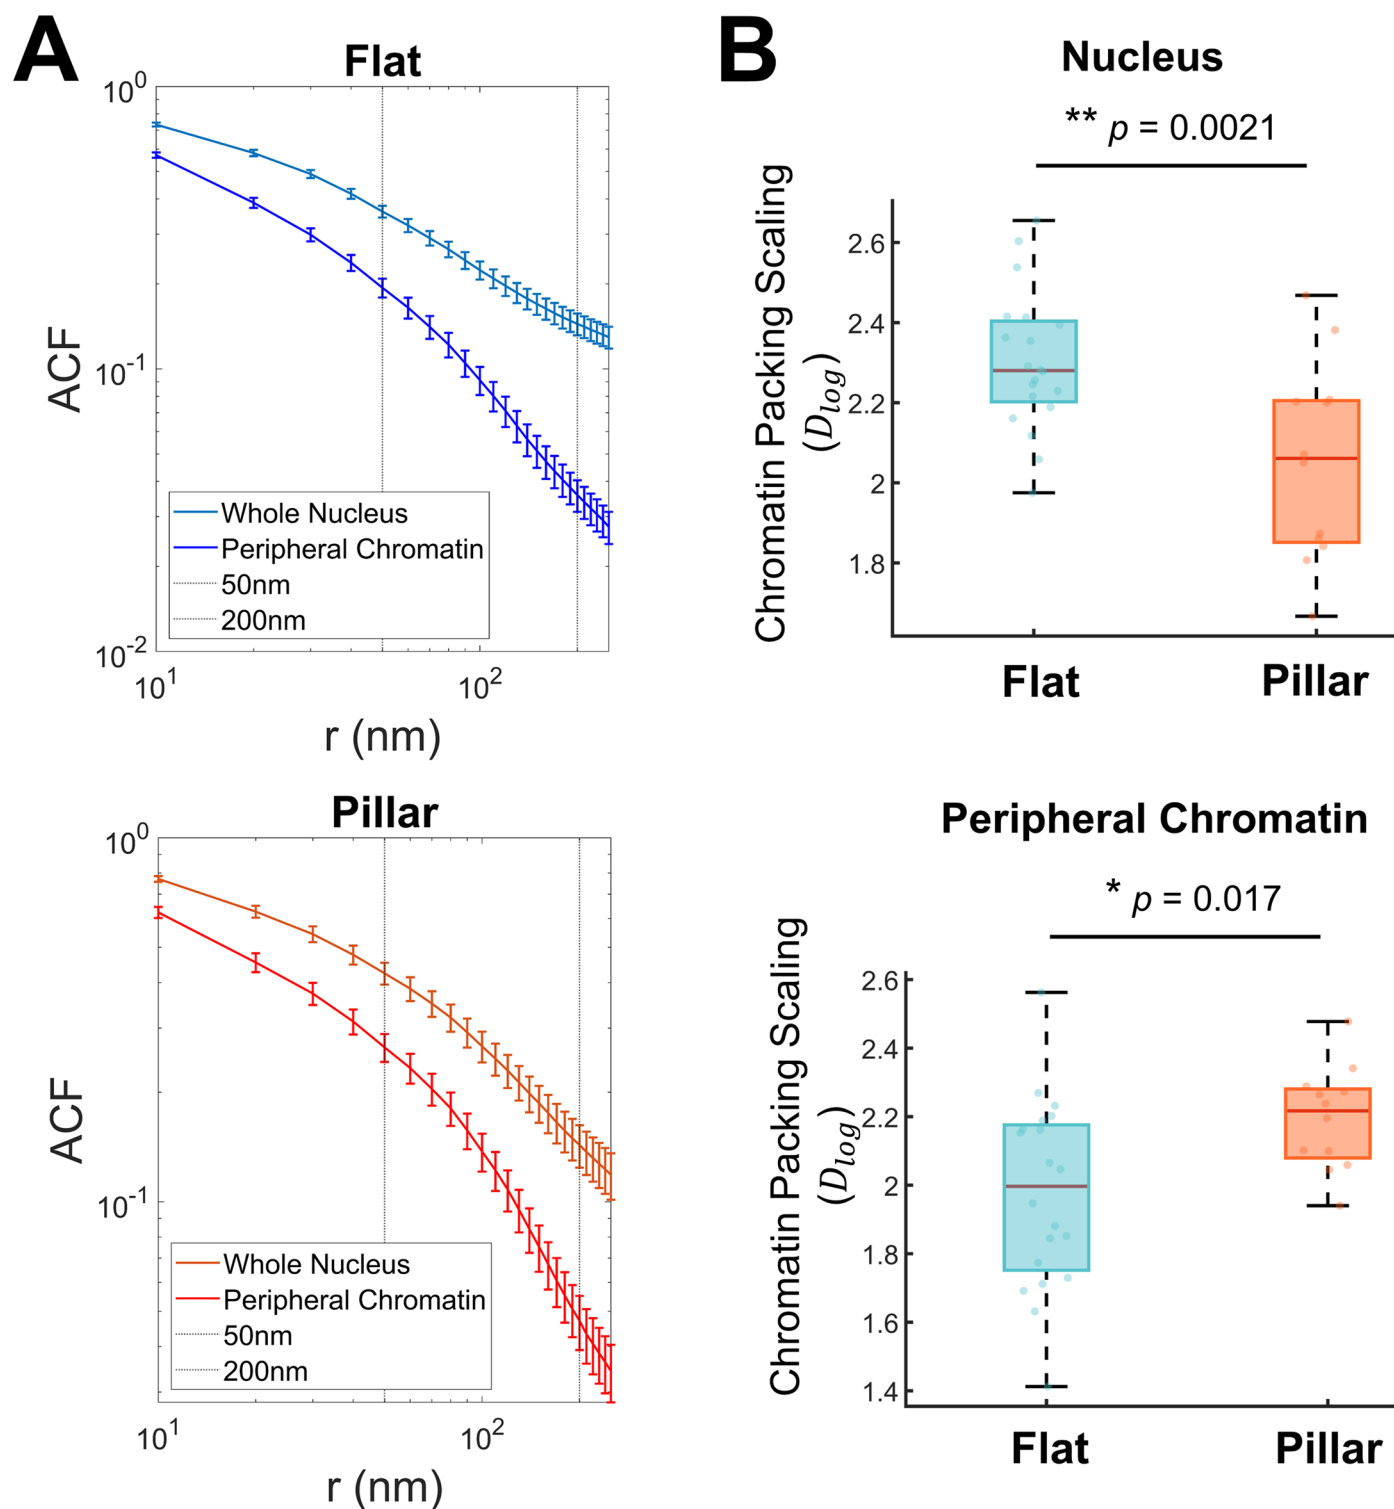 A
Flat
10^0
10^-1
10^-2
ACF
Whole Nucleus
Peripheral Chromatin
50nm
200nm
10^1
10^2
r (nm)
Pillar
10^0
10^-1
ACF
Whole Nucleus
Peripheral Chromatin
50nm
200nm
10^1
10^2
r (nm)
B
Nucleus
** p = 0.0021
Chromatin Packing Scaling
(D_log)
2.6
2.4
2.2
2
1.8
Flat
Pillar
Peripheral Chromatin
* p = 0.017
Chromatin Packing Scaling
(D_log)
2.6
2.4
2.2
2
1.8
1.6
1.4
Flat
Pillar